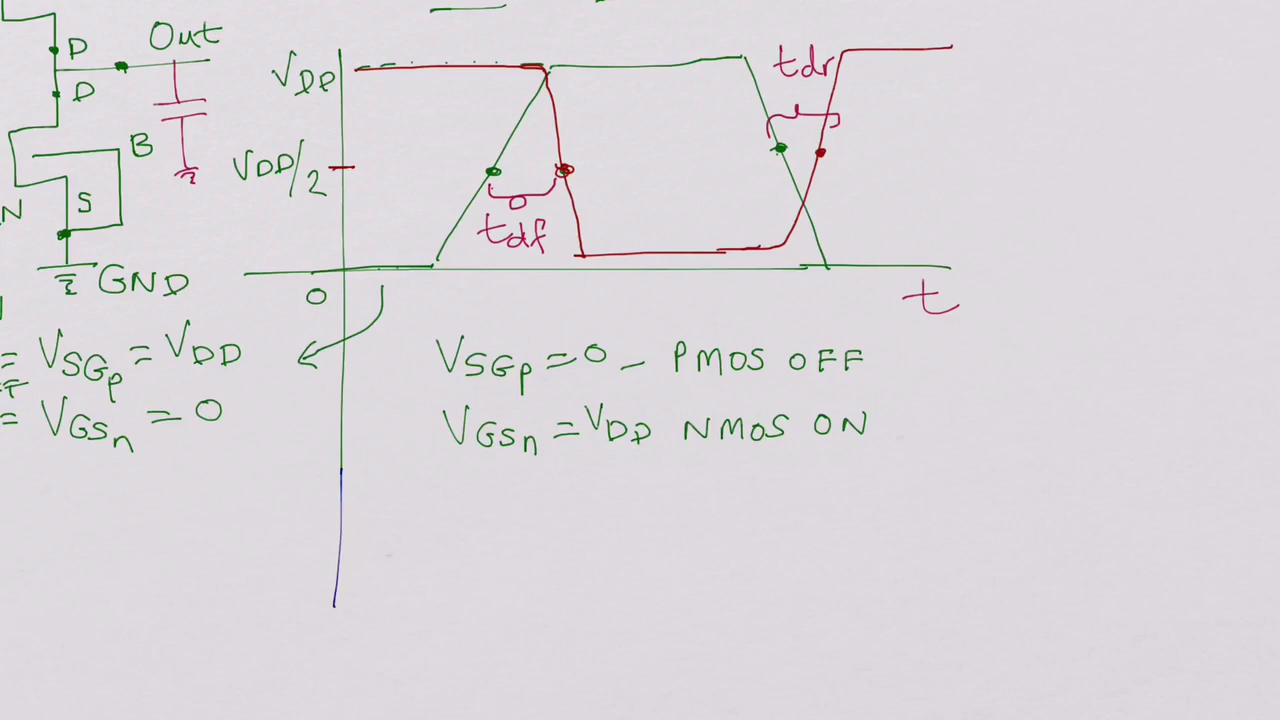 Out
D
D
B
S
N
GND
VDD
VDD/2
0
tdf
tdr
t
= VSGp = VDD
= VGSn = 0
VSGp = 0 – PMOS OFF
VGSn = VDD NMOS ON